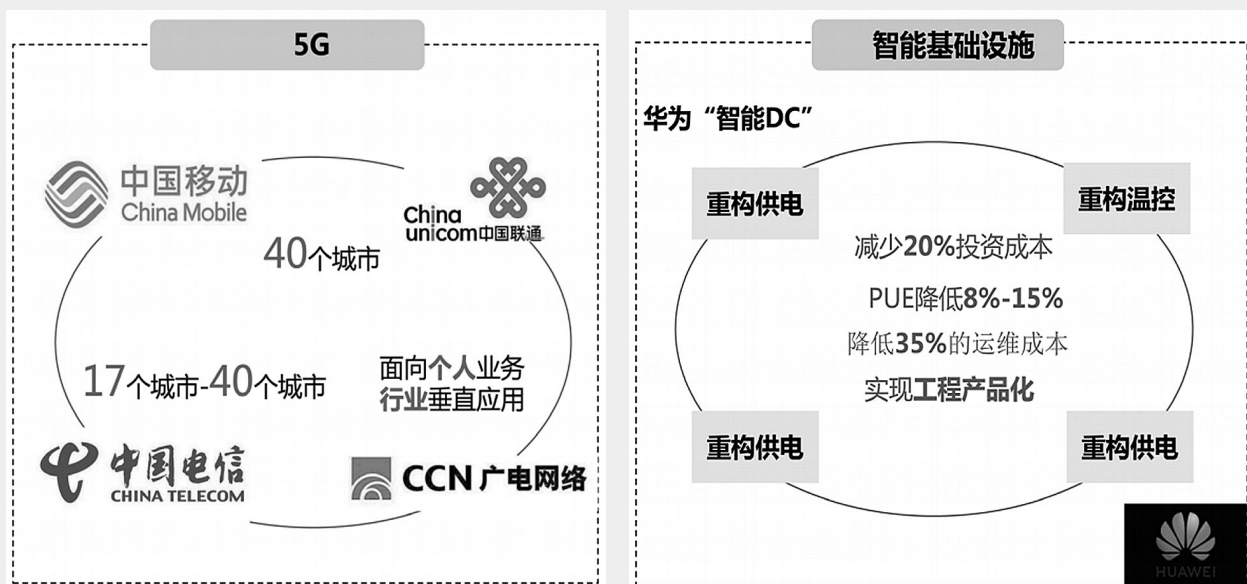 5G
中国移动
China Mobile
China
unicom中国联通
40个城市
17个城市-40个城市
面向个人业务
行业垂直应用
中国电信
CHINA TELECOM
CCN 广电网络
智能基础设施
华为“智能DC”
重构供电
重构温控
减少20%投资成本
PUE降低8%-15%
降低35%的运维成本
实现工程产品化
重构供电
重构供电
HUAWEI